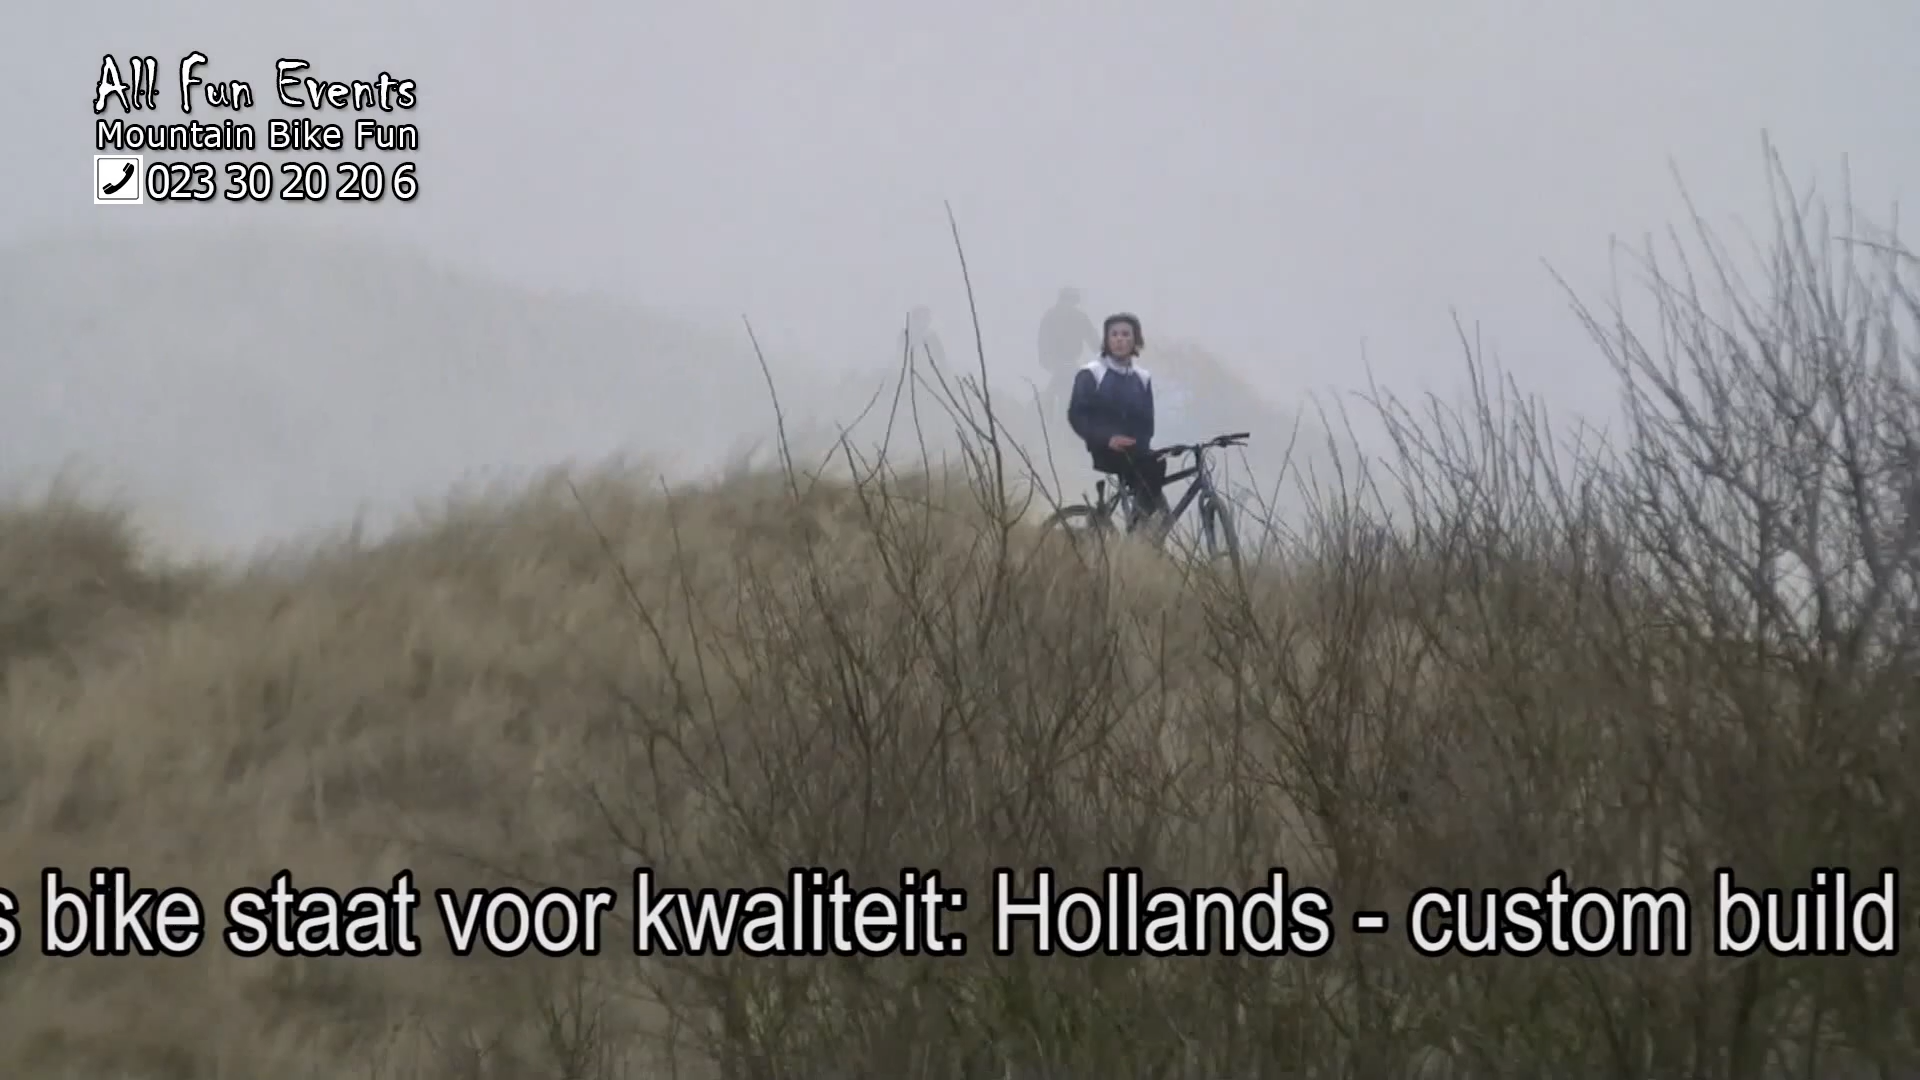 All Fun Events
Mountain Bike Fun
023 30 20 20 6
s bike staat voor kwaliteit: Hollands - custom build